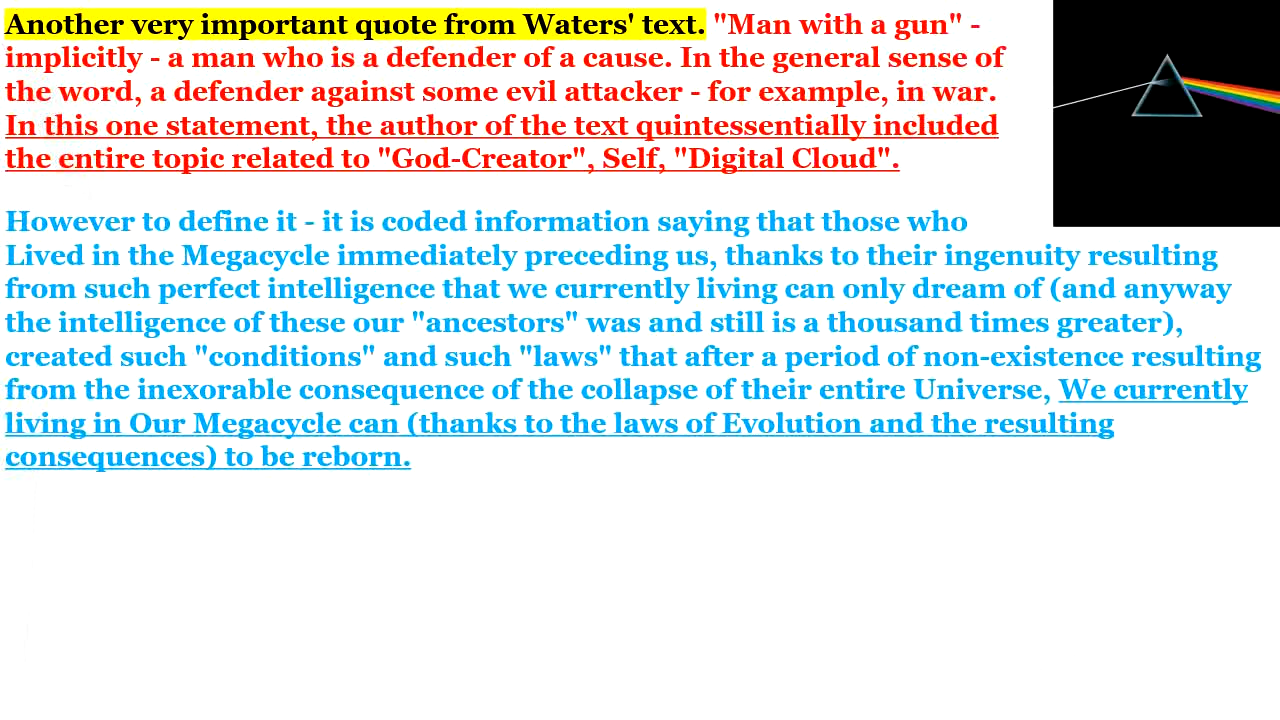 Another very important quote from Waters' text. "Man with a gun" -
implicitly - a man who is a defender of a cause. In the general sense of
the word, a defender against some evil attacker - for example, in war.
In this one statement, the author of the text quintessentially included
the entire topic related to "God-Creator", Self, "Digital Cloud".
However to define it - it is coded information saying that those who
Lived in the Megacycle immediately preceding us, thanks to their ingenuity resulting
from such perfect intelligence that we currently living can only dream of (and anyway
the intelligence of these our "ancestors" was and still is a thousand times greater),
created such "conditions" and such "laws" that after a period of non-existence resulting
from the inexorable consequence of the collapse of their entire Universe, We currently
living in Our Megacycle can (thanks to the laws of Evolution and the resulting
consequences) to be reborn.